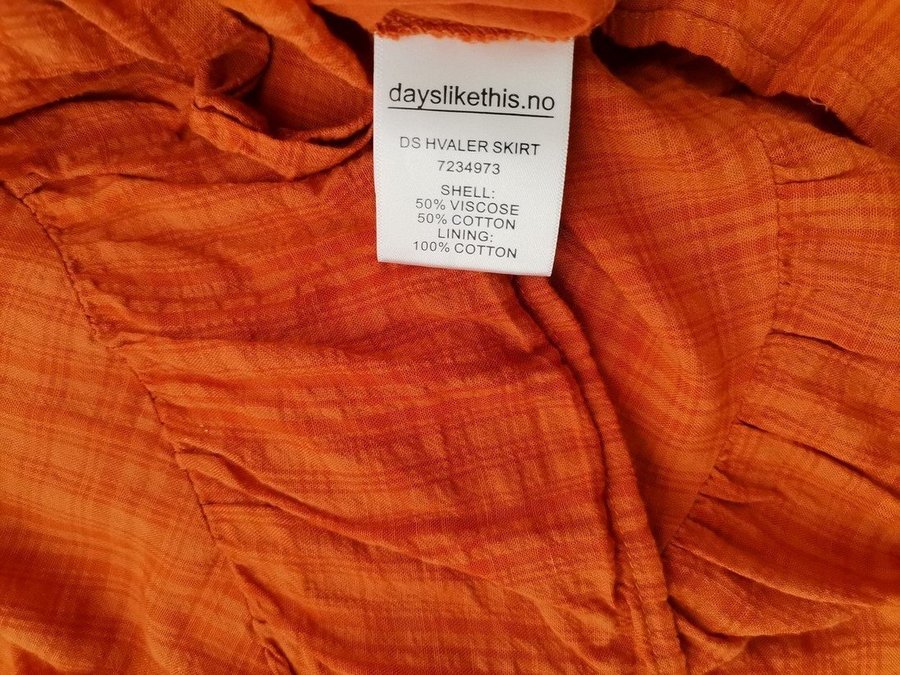 dayslikethis.no
DS HVALER SKIRT
7234973
SHELL:
50% VISCOSE
50% COTTON
LINING:
100% COTTON